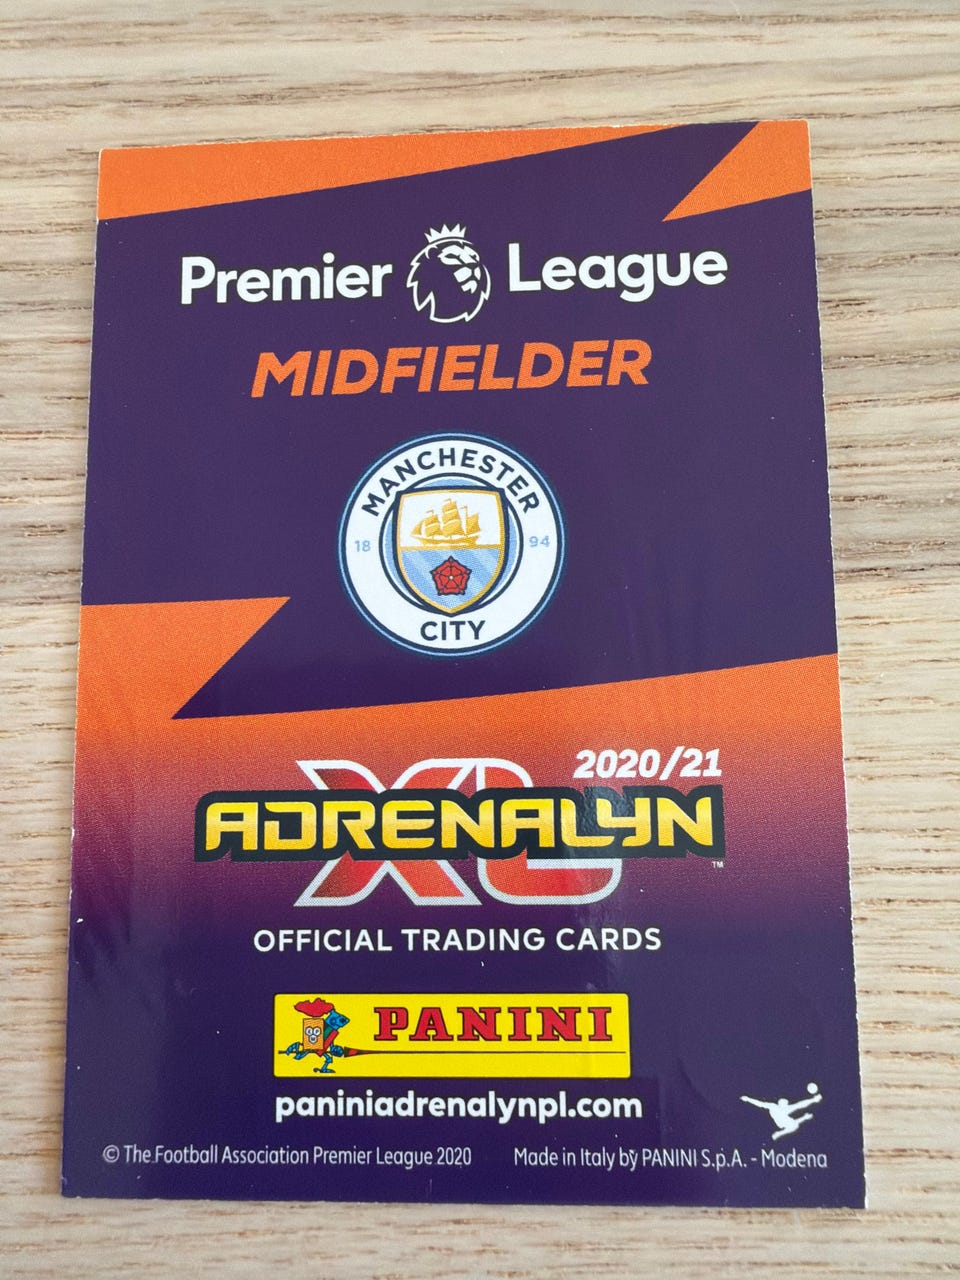 Premier League
MIDFIELDER
MANCHESTER
18 94
CITY
2020/21
XL
ADRENALYN
TM
OFFICIAL TRADING CARDS
PANINI
paniniadrenalynpl.com
© The Football Association Premier League 2020 Made in Italy by PANINI S.p.A. - Modena